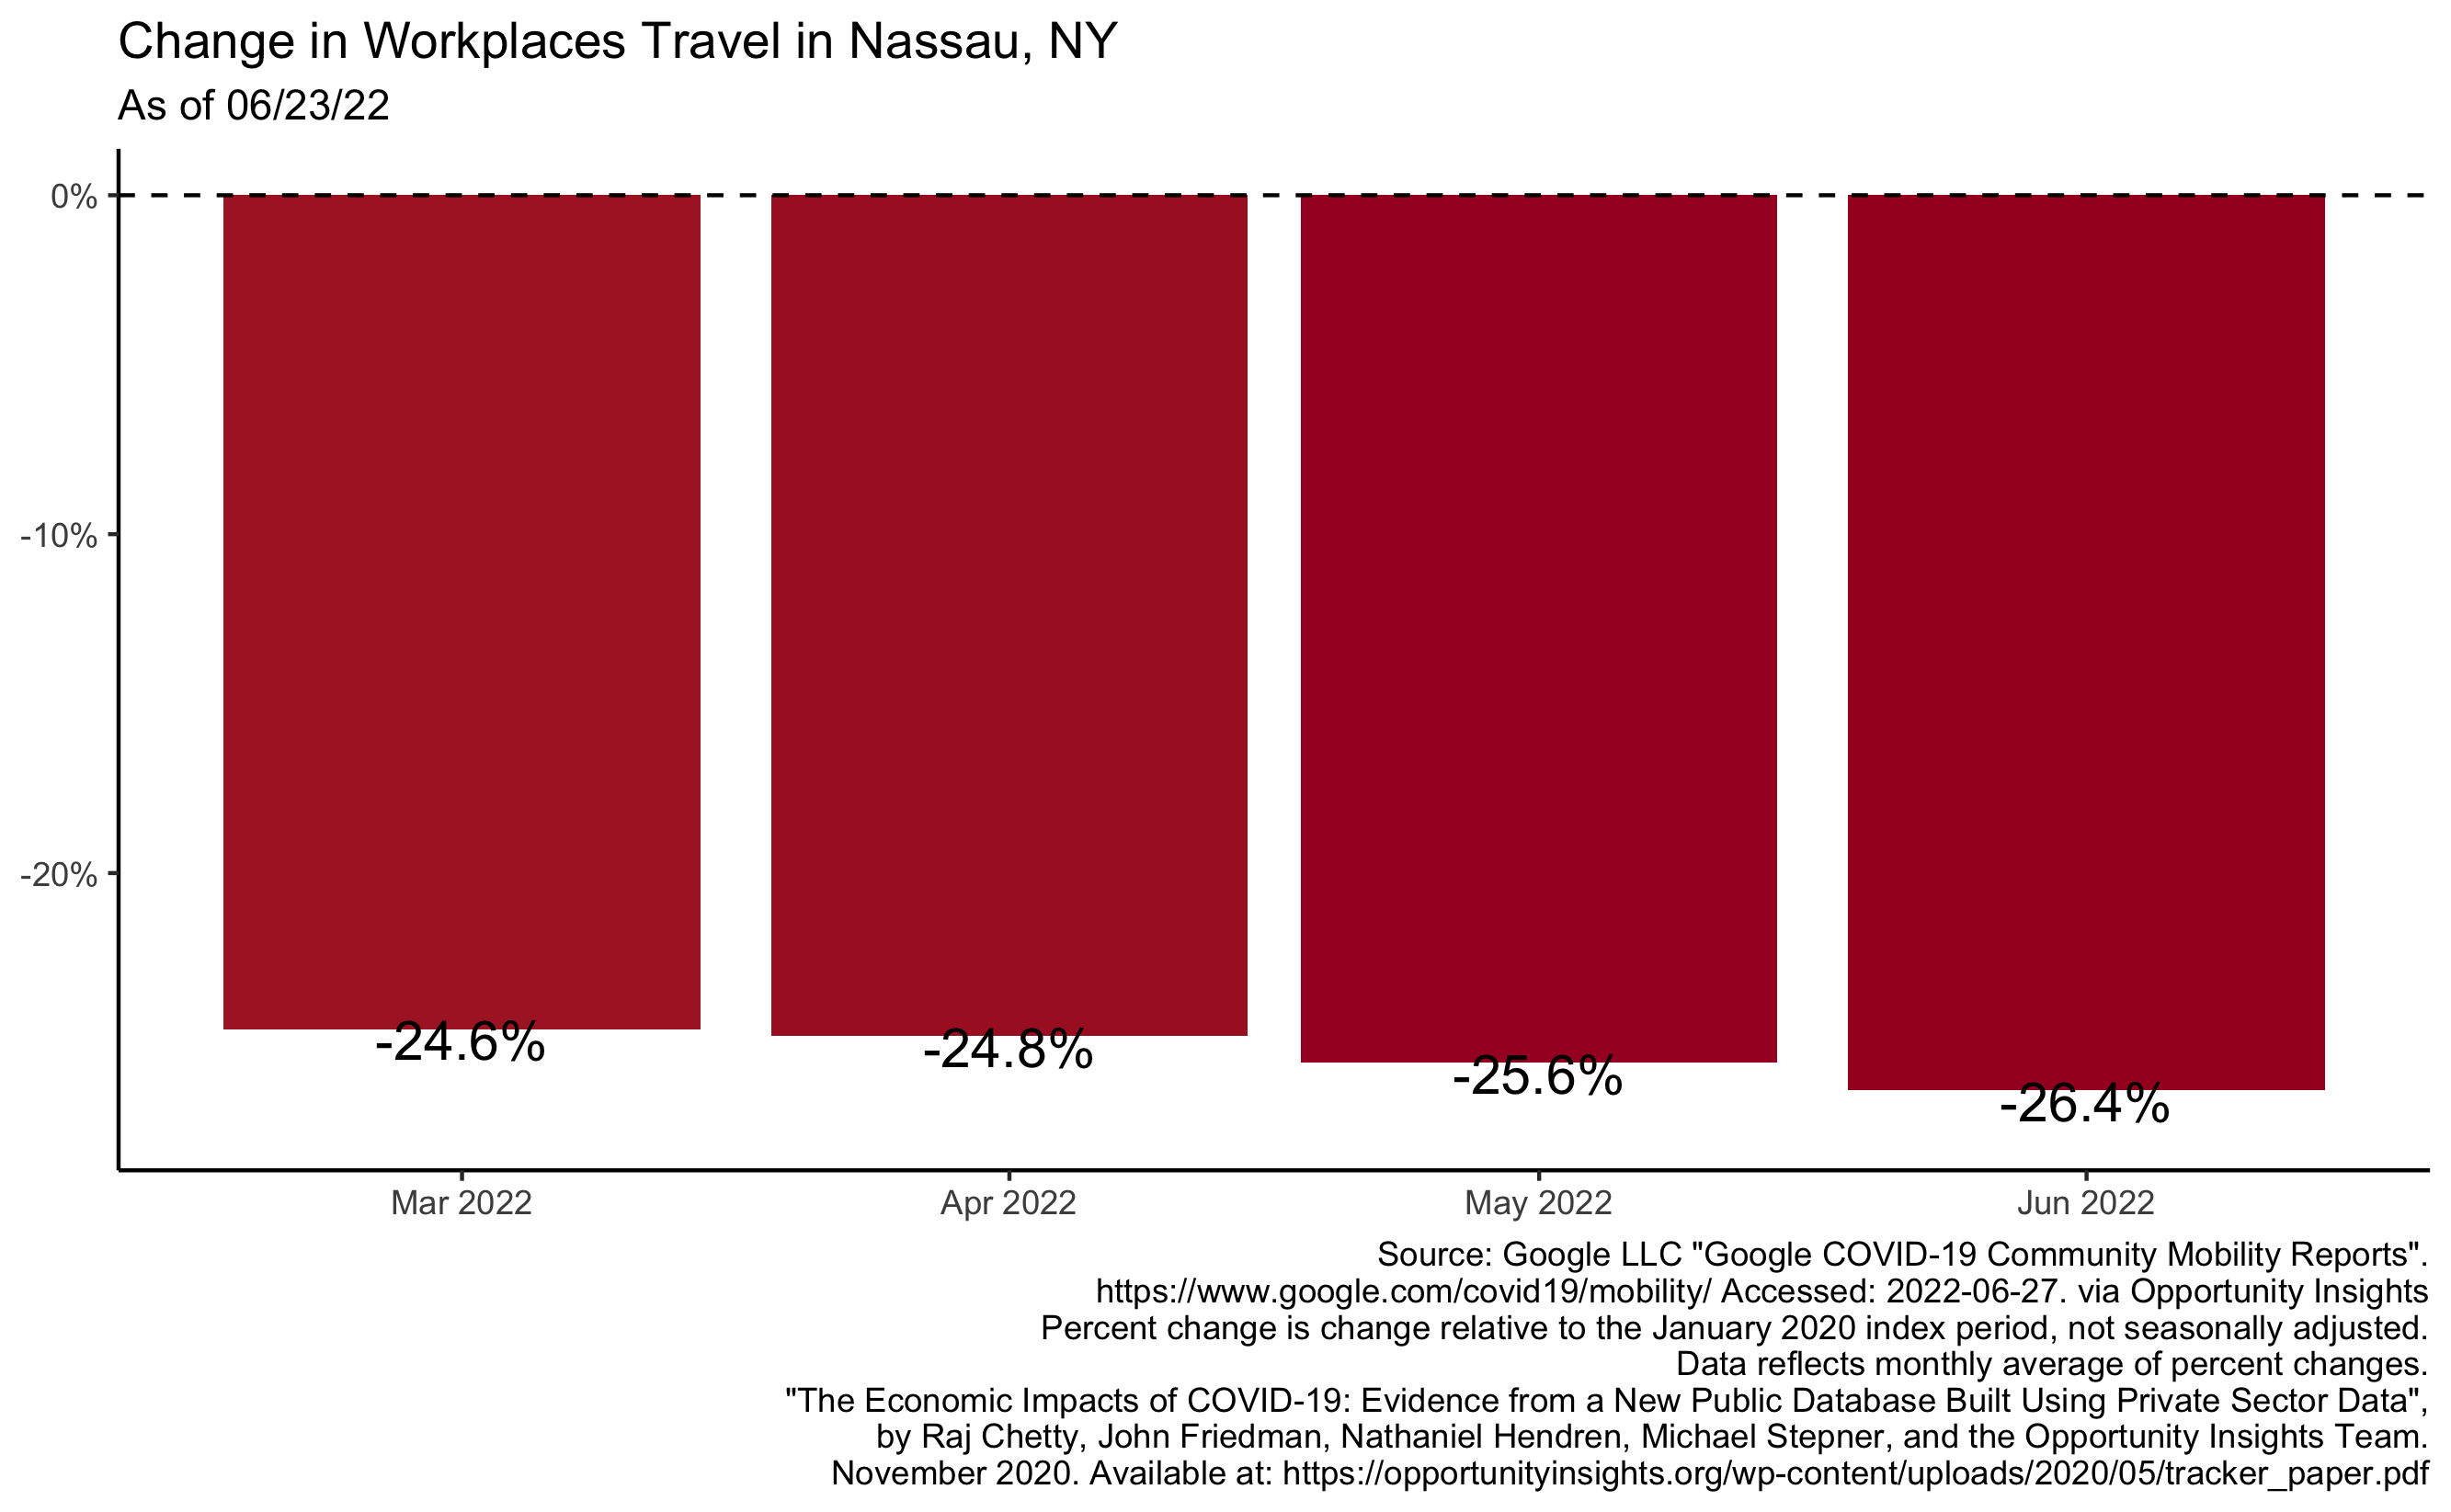 Change in Workplaces Travel in Nassau, NY
As of 06/23/22
0%
-10%
-20%
-24.6%
-24.8%
-25.6%
-26.4%
Mar 2022
Apr 2022
May 2022
Jun 2022
Source: Google LLC "Google COVID-19 Community Mobility Reports".
https://www.google.com/covid19/mobility/ Accessed: 2022-06-27. via Opportunity Insights
Percent change is change relative to the January 2020 index period, not seasonally adjusted.
Data reflects monthly average of percent changes.
"The Economic Impacts of COVID-19: Evidence from a New Public Database Built Using Private Sector Data",
by Raj Chetty, John Friedman, Nathaniel Hendren, Michael Stepner, and the Opportunity Insights Team.
November 2020. Available at: https://opportunityinsights.org/wp-content/uploads/2020/05/tracker_paper.pdf